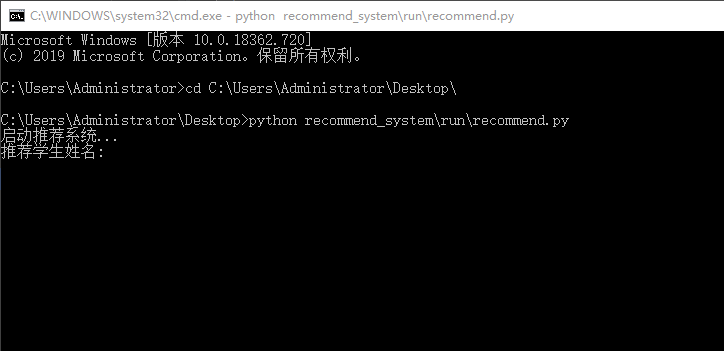 C:\WINDOWS\system32\cmd.exe - python  recommend_system\run\recommend.py
Microsoft Windows [版本 10.0.18362.720]
(c) 2019 Microsoft Corporation。保留所有权利。
C:\Users\Administrator>cd C:\Users\Administrator\Desktop\
C:\Users\Administrator\Desktop>python recommend_system\run\recommend.py
启动推荐系统...
推荐学生姓名: